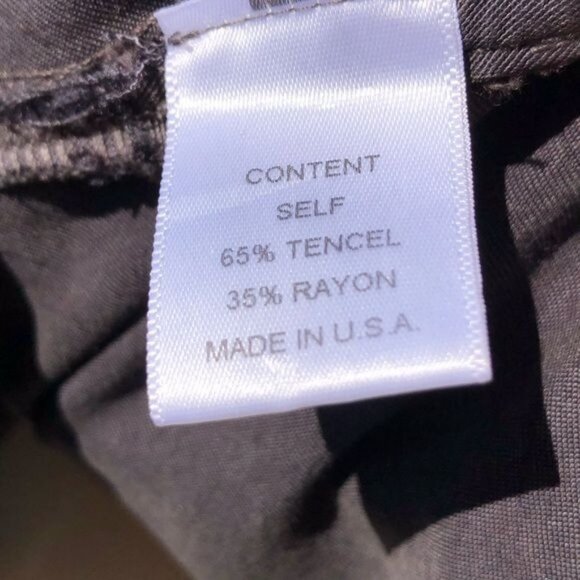 CONTENT
SELF
65% TENCEL
35% RAYON
MADE IN U.S.A.